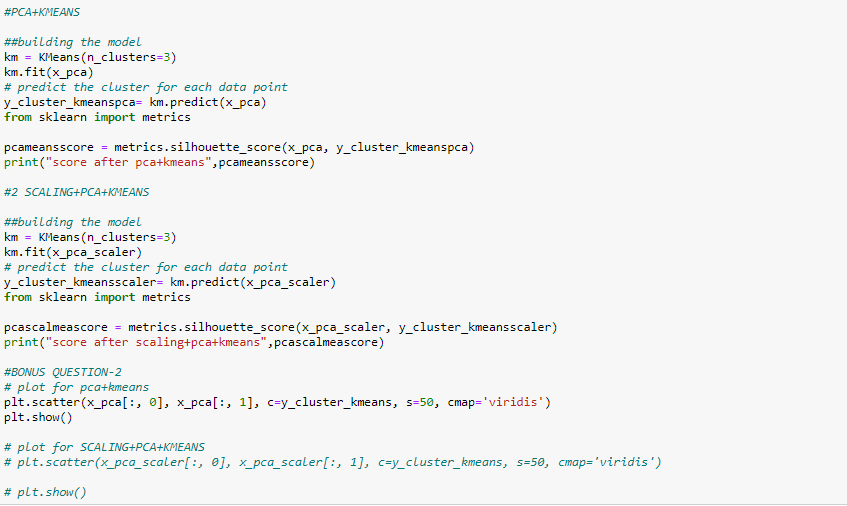 #PCA+KMEANS
##building the model
km = KMeans(n_clusters=3)
km.fit(x_pca)
# predict the cluster for each data point
y_cluster_kmeanspca= km.predict(x_pca)
from sklearn import metrics
pcameansscore = metrics.silhouette_score(x_pca, y_cluster_kmeanspca)
print("score after pca+kmeans",pcameansscore)
#2 SCALING+PCA+KMEANS
##building the model
km = KMeans(n_clusters=3)
km.fit(x_pca_scaler)
# predict the cluster for each data point
y_cluster_kmeansscaler= km.predict(x_pca_scaler)
from sklearn import metrics
pcascalmeascore = metrics.silhouette_score(x_pca_scaler, y_cluster_kmeansscaler)
print("score after scaling+pca+kmeans",pcascalmeascore)
#BONUS QUESTION-2
# plot for pca+kmeans
plt.scatter(x_pca[:, 0], x_pca[:, 1], c=y_cluster_kmeans, s=50, cmap='viridis')
plt.show()
# plot for SCALING+PCA+KMEANS
# plt.scatter(x_pca_scaler[:, 0], x_pca_scaler[:, 1], c=y_cluster_kmeans, s=50, cmap='viridis')
# plt.show()